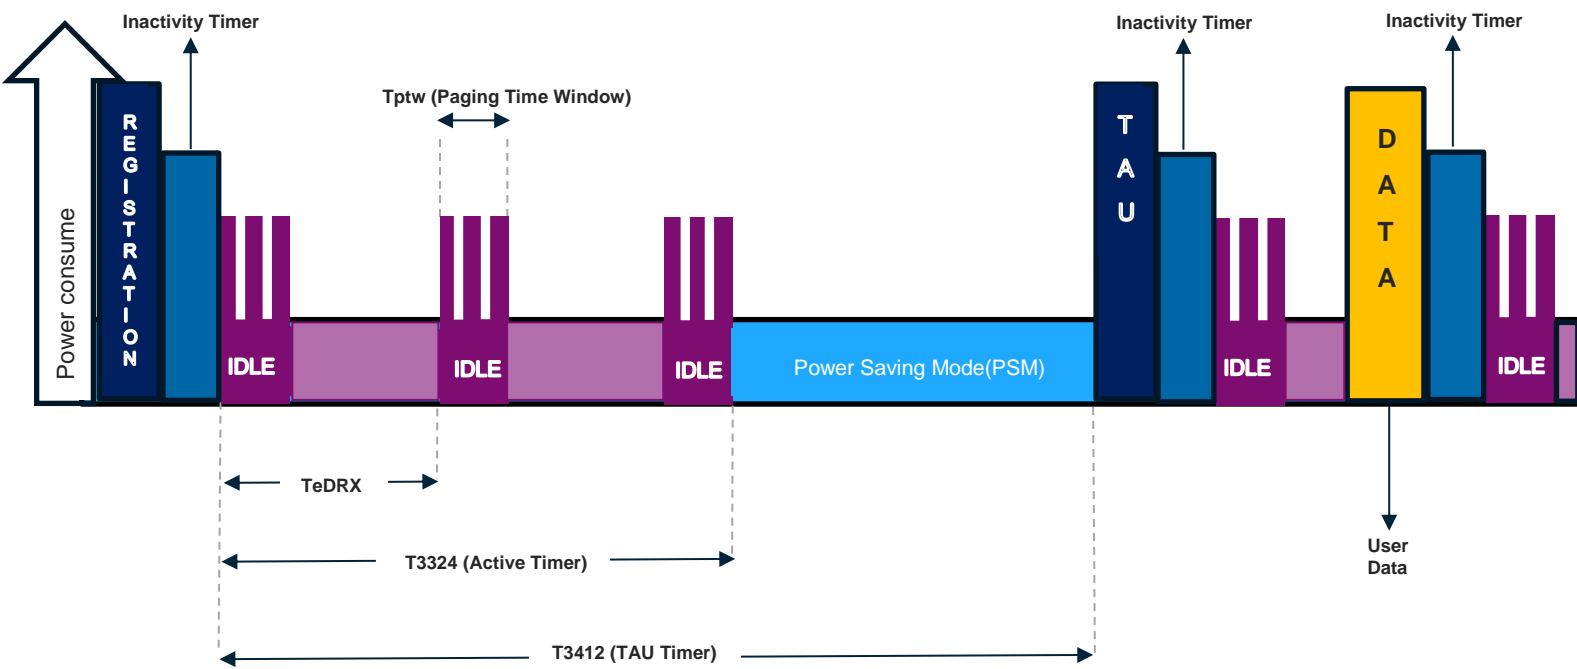 Inactivity Timer
Inactivity Timer
Inactivity Timer
Tptw (Paging Time Window)
Power consume
REGISTRATION
TAU
DATA
IDLE
IDLE
IDLE
Power Saving Mode(PSM)
IDLE
IDLE
TeDRX
T3324 (Active Timer)
User
Data
T3412 (TAU Timer)